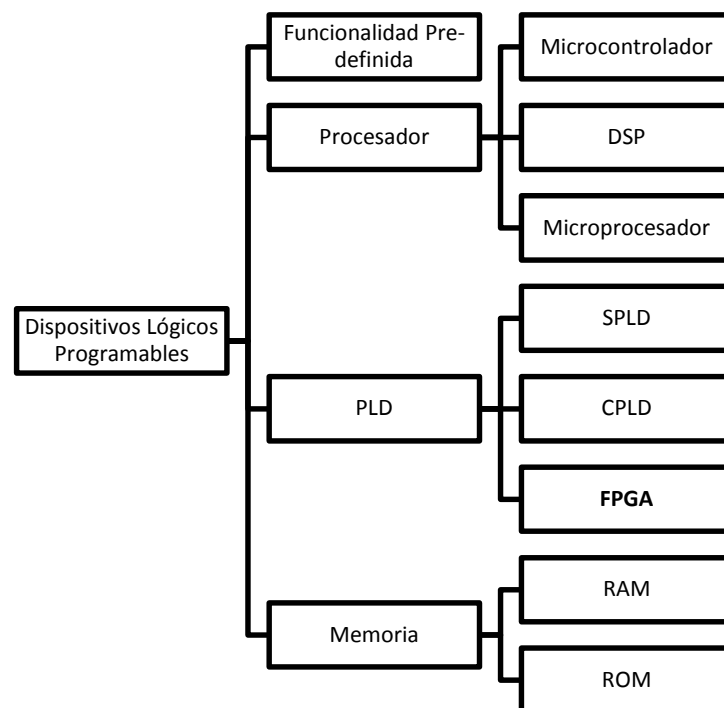 Dispositivos Lógicos
Programables
Funcionalidad Pre-
definida
Procesador
Microcontrolador
DSP
Microprocesador
PLD
SPLD
CPLD
FPGA
Memoria
RAM
ROM